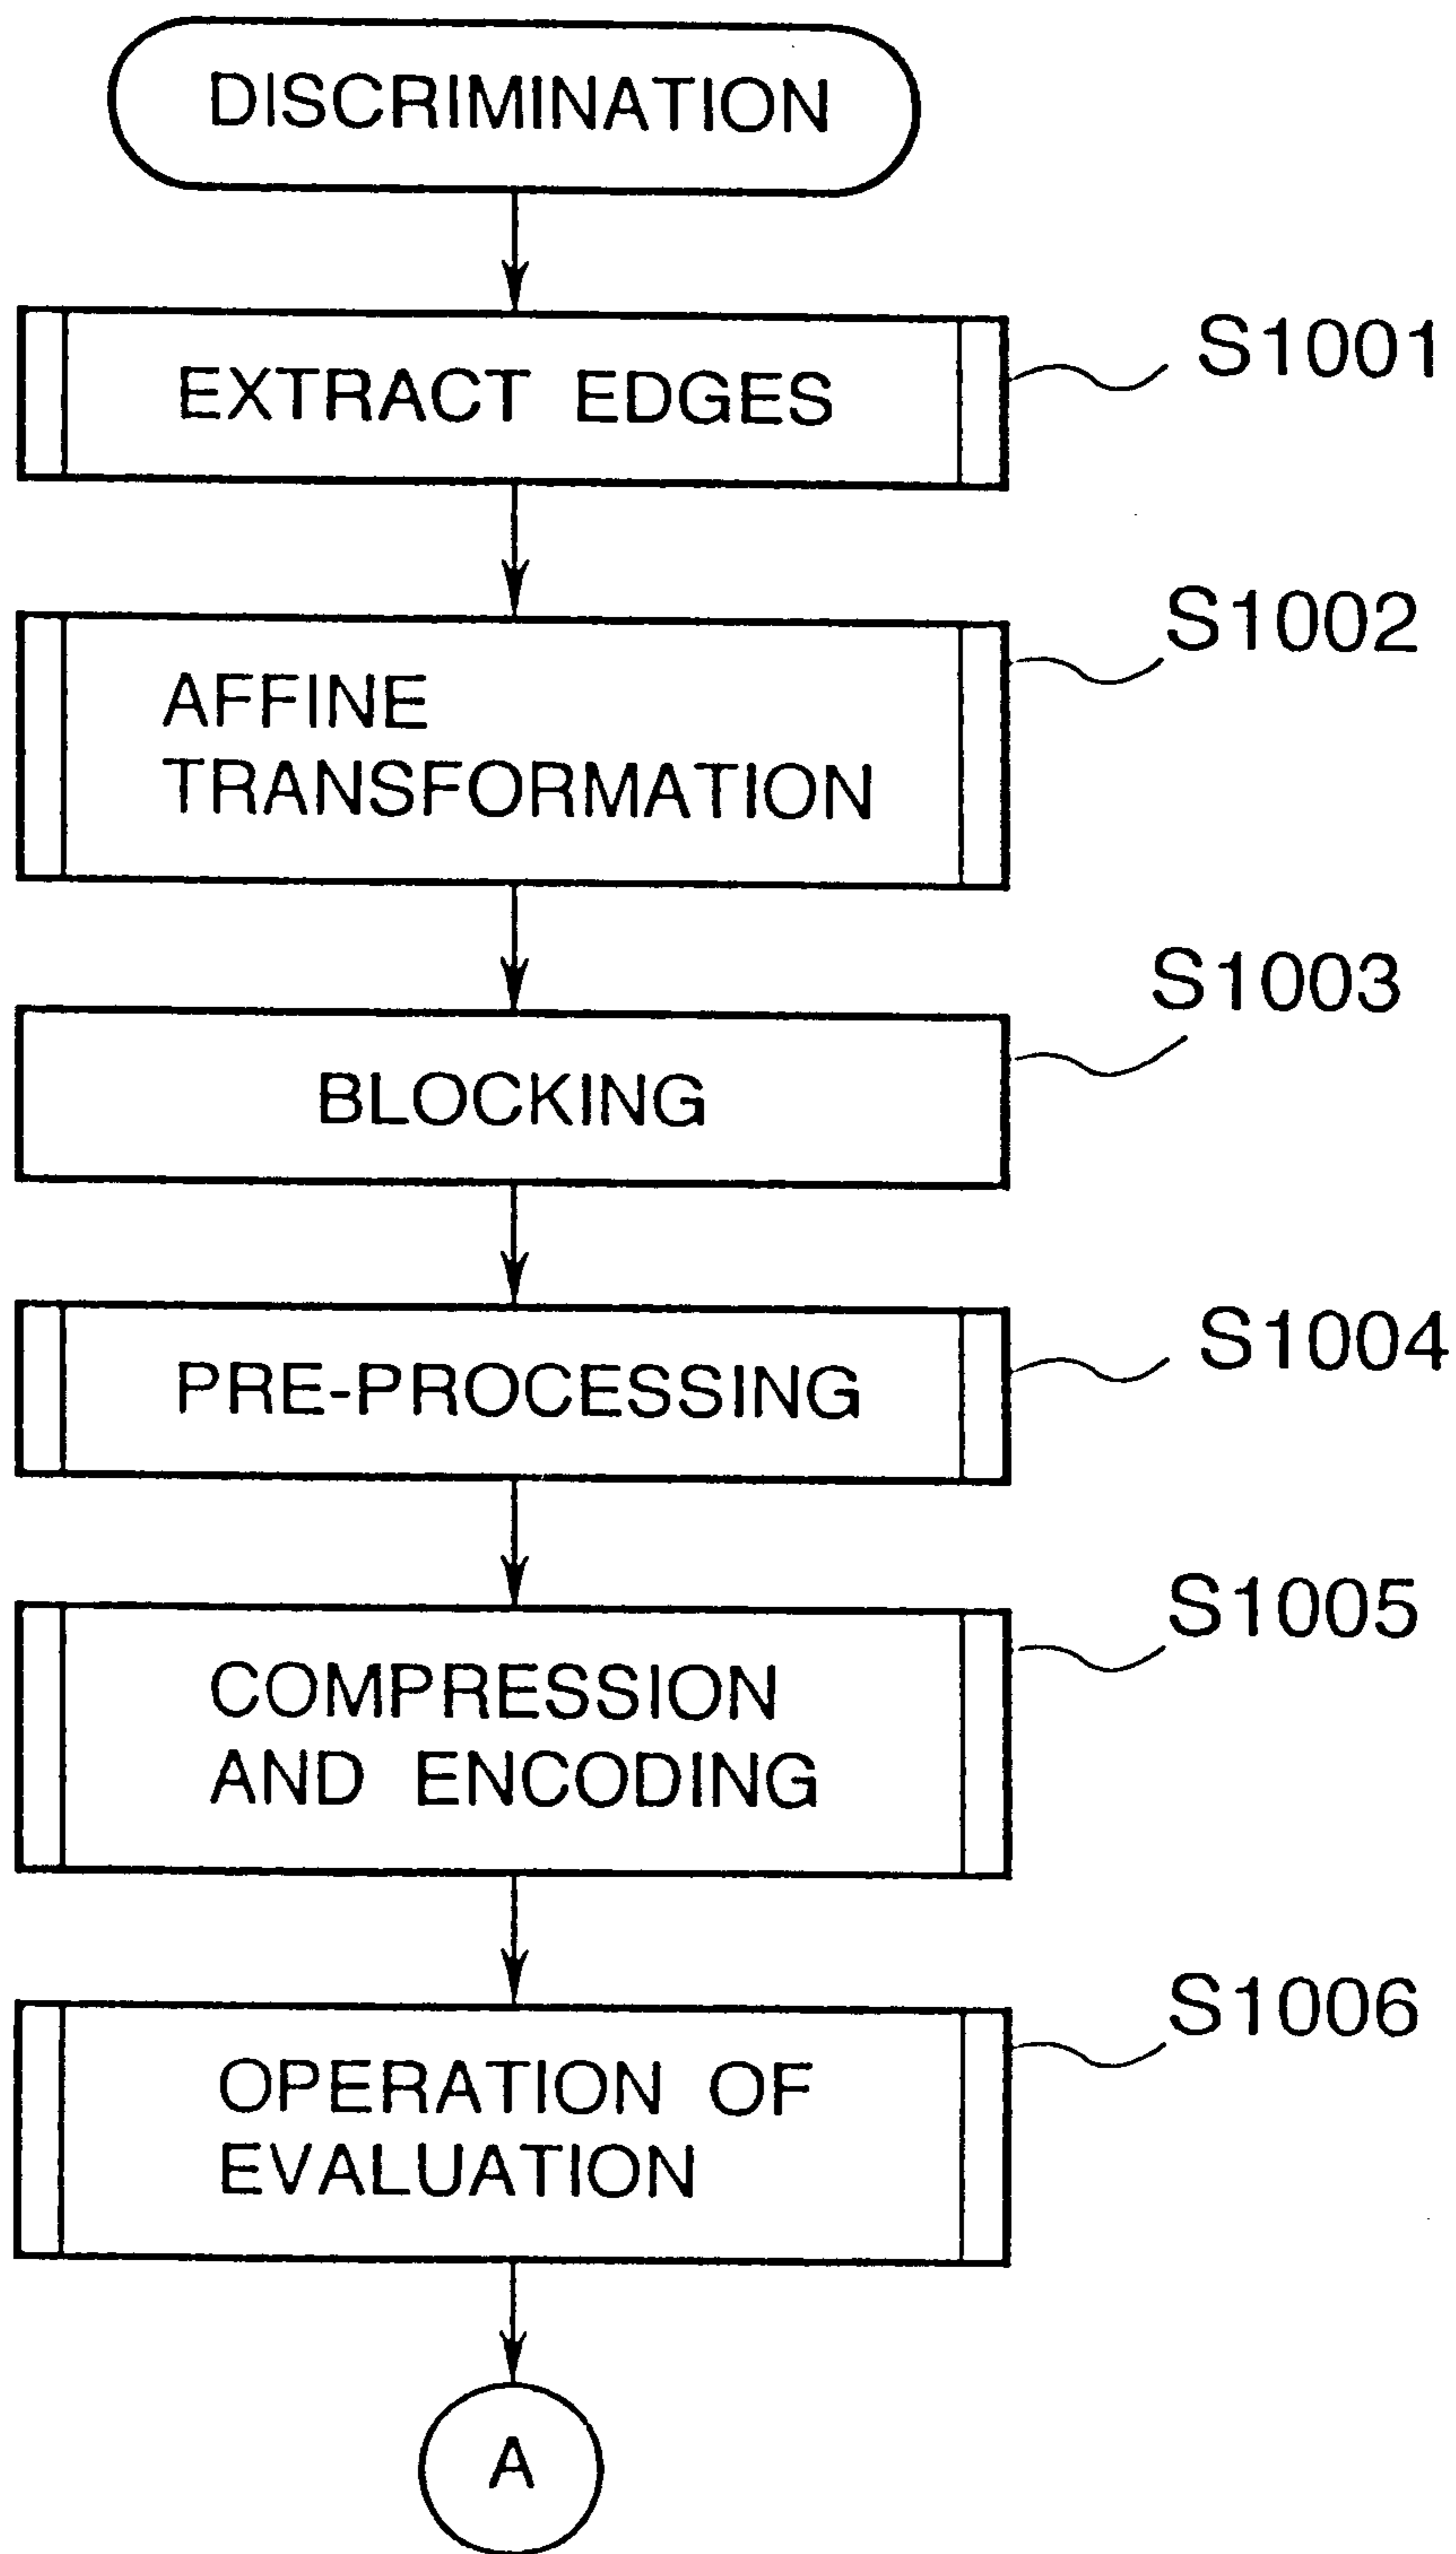 DISCRIMINATION
EXTRACT EDGES
S1001
AFFINE
TRANSFORMATION
S1002
BLOCKING
S1003
PRE-PROCESSING
S1004
COMPRESSION
AND ENCODING
S1005
OPERATION OF
EVALUATION
S1006
A